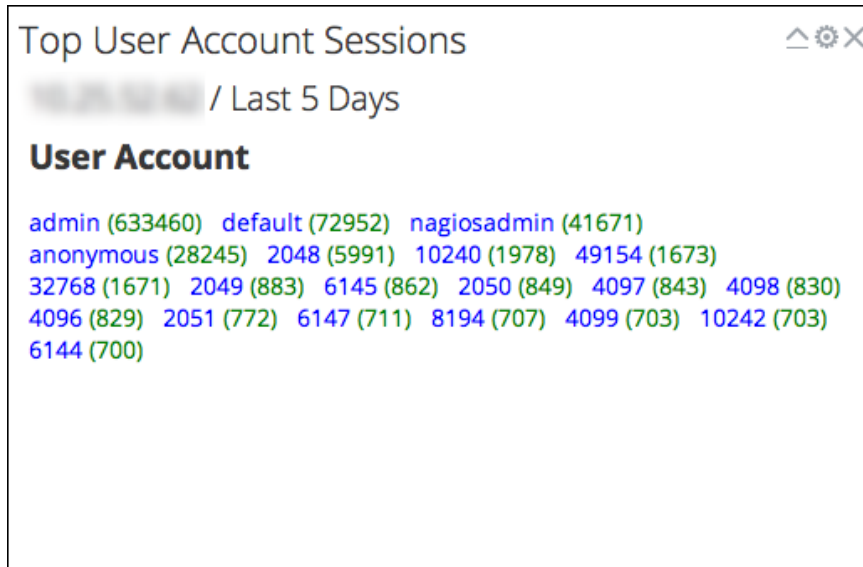 Top User Account Sessions
/ Last 5 Days
User Account
admin (633460) default (72952) nagiosadmin (41671)
anonymous (28245) 2048 (5991) 10240 (1978) 49154 (1673)
32768 (1671) 2049 (883) 6145 (862) 2050 (849) 4097 (843) 4098 (830)
4096 (829) 2051 (772) 6147 (711) 8194 (707) 4099 (703) 10242 (703)
6144 (700)